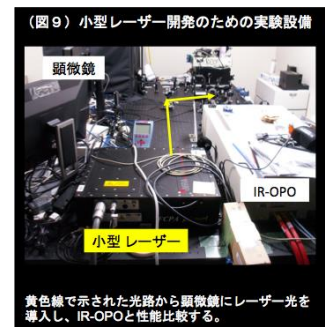 （図９）小型レーザー開発のための実験設備
顕微鏡
IR-OPO
小型 レーザー
黄色線で示された光路から顕微鏡にレーザー光を
導入し、IR-OPOと性能比較する。